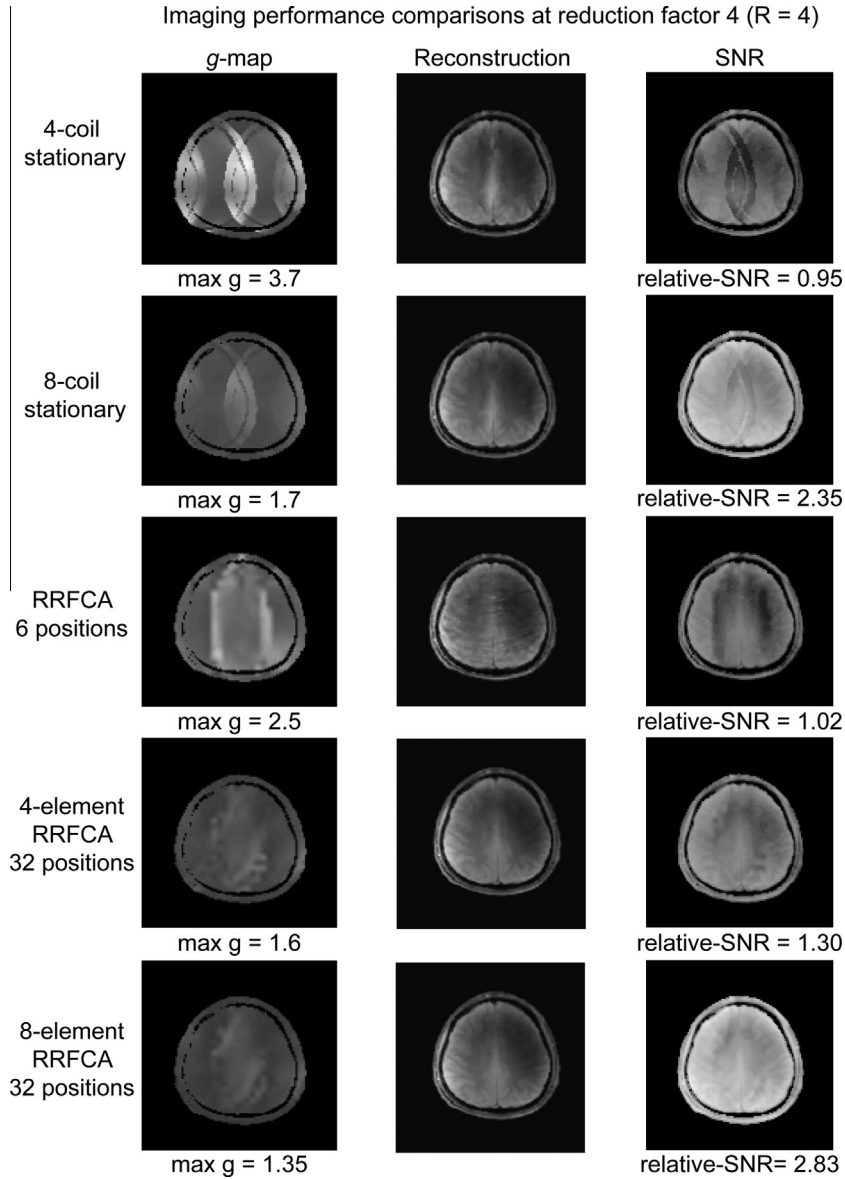 Imaging performance comparisons at reduction factor 4 (R = 4)
g-map Reconstruction SNR
4-coil
stationary
max g = 3.7 relative-SNR = 0.95
8-coil
stationary
max g = 1.7 relative-SNR = 2.35
RRFCA
6 positions
max g = 2.5 relative-SNR = 1.02
4-element
RRFCA
32 positions
max g = 1.6 relative-SNR = 1.30
8-element
RRFCA
32 positions
max g = 1.35 relative-SNR= 2.83